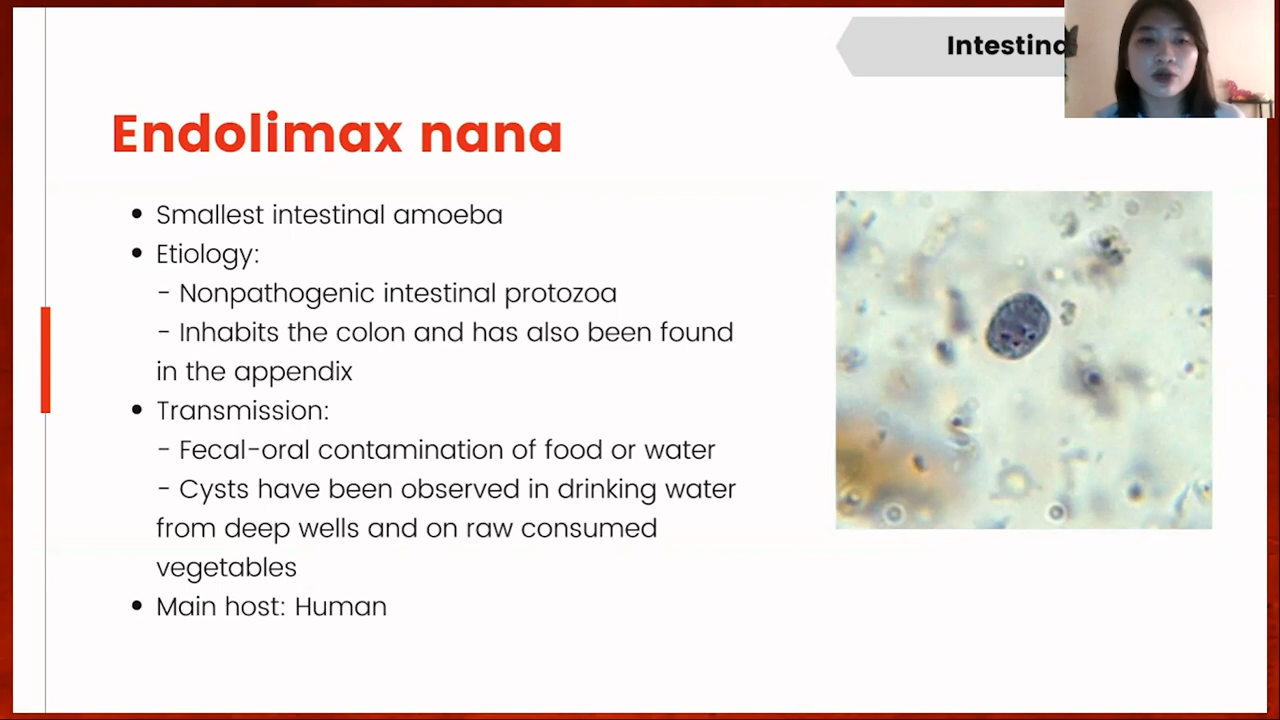 Endolimax nana
• Smallest intestinal amoeba
• Etiology:
- Nonpathogenic intestinal protozoa
- Inhabits the colon and has also been found
in the appendix
• Transmission:
- Fecal-oral contamination of food or water
- Cysts have been observed in drinking water
from deep wells and on raw consumed
vegetables
• Main host: Human